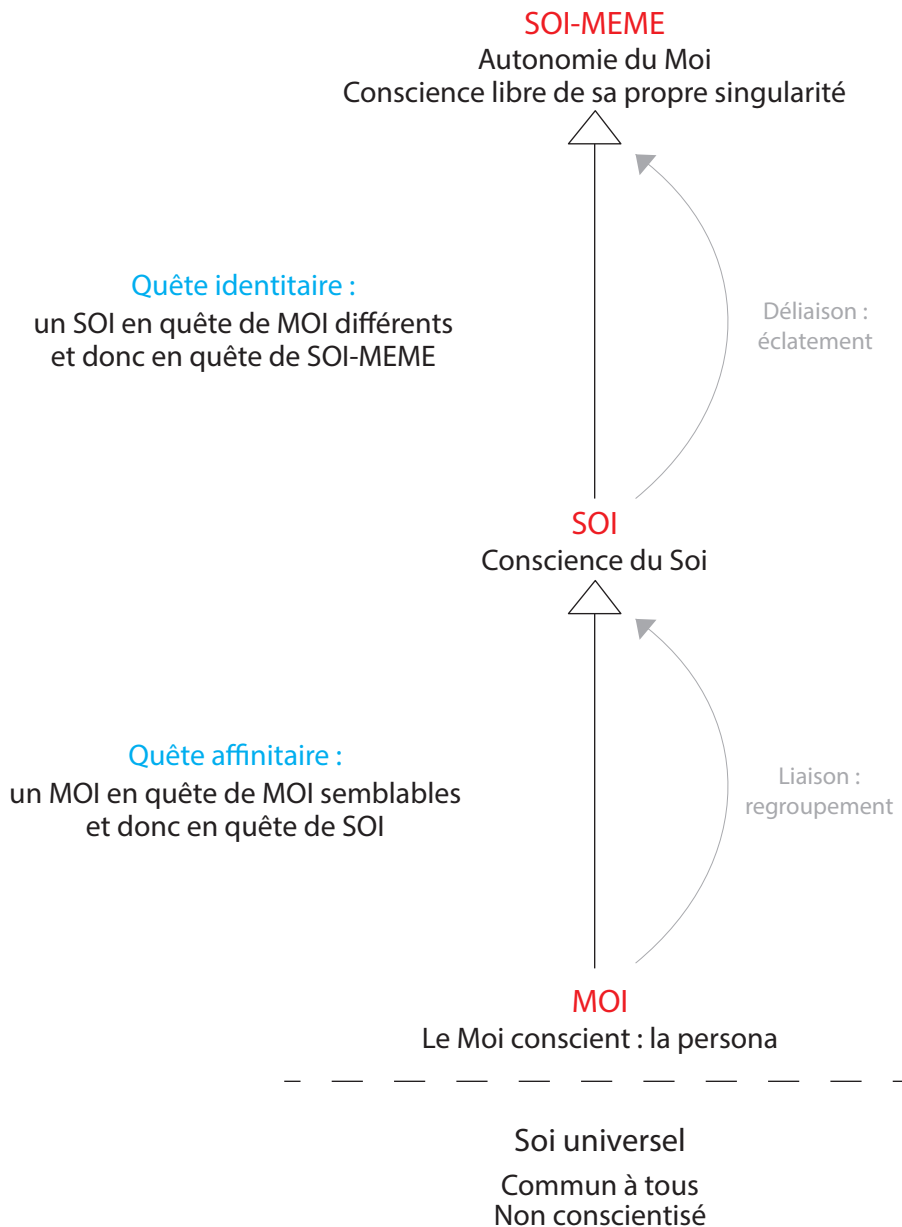 SOI-MEME
Autonomie du Moi
Conscience libre de sa propre singularité
Quête identitaire :
un SOI en quête de MOI différents
et donc en quête de SOI-MEME
Déliaison :
éclatement
SOI
Conscience du Soi
Quête affinitaire :
un MOI en quête de MOI semblables
et donc en quête de SOI
Liaison :
regroupement
MOI
Le Moi conscient : la persona
Soi universel
Commun à tous
Non conscientisé